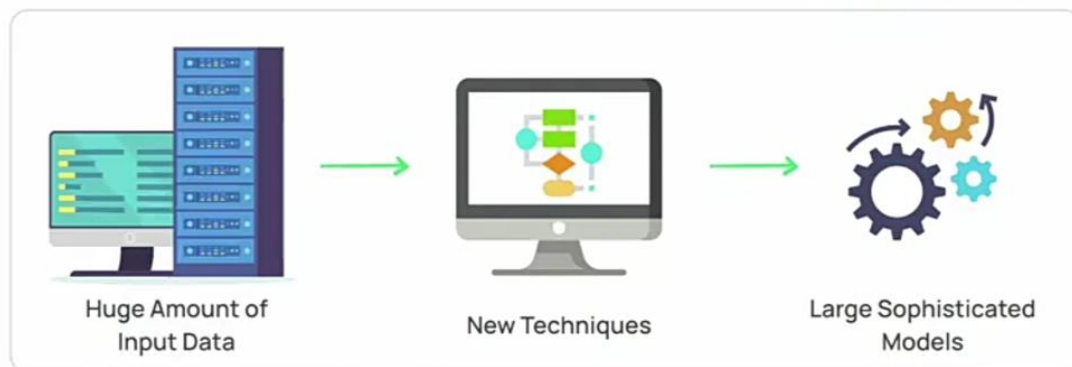 Huge Amount of
Input Data
New Techniques
Large Sophisticated
Models